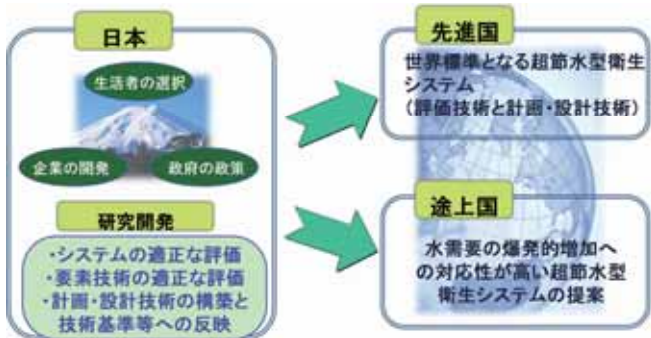 日本
生活者の選択
企業の開発
政府の政策
研究開発
・システムの適正な評価
・要素技術の適正な評価
・計画・設計技術の構築と
技術基準等への反映
先進国
世界標準となる超節水型衛生
システム
（評価技術と計画・設計技術）
途上国
水需要の爆発的増加へ
の対応性が高い超節水型
衛生システムの提案